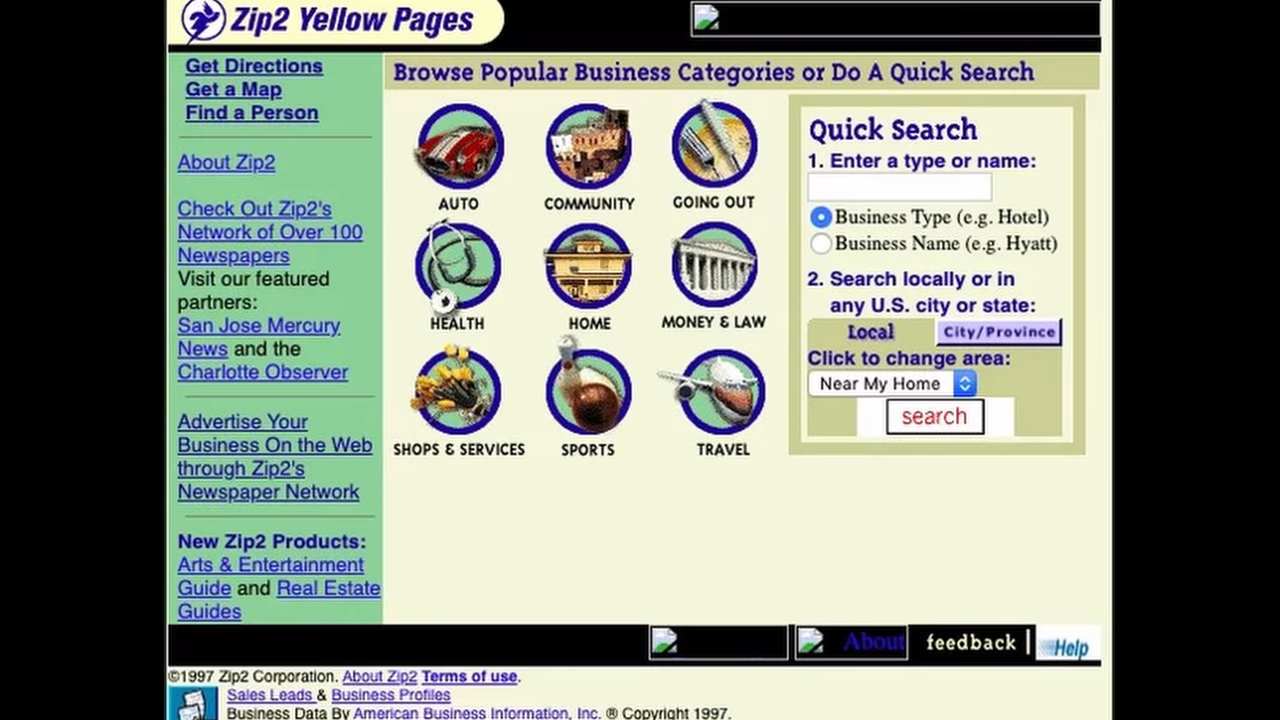 Zip2 Yellow Pages
Get Directions
Get a Map
Find a Person
About Zip2
Check Out Zip2's
Network of Over 100
Newspapers
Visit our featured
partners:
San Jose Mercury
News and the
Charlotte Observer
Advertise Your
Business On the Web
through Zip2's
Newspaper Network
New Zip2 Products:
Arts & Entertainment
Guide and Real Estate
Guides
Browse Popular Business Categories or Do A Quick Search
AUTO COMMUNITY GOING OUT
HEALTH HOME MONEY & LAW
SHOPS & SERVICES SPORTS TRAVEL
Quick Search
1. Enter a type or name:
Business Type (e.g. Hotel)
Business Name (e.g. Hyatt)
2. Search locally or in
any U.S. city or state:
Local City/Province
Click to change area:
Near My Home
search
About feedback Help
©1997 Zip2 Corporation. About Zip2 Terms of use.
Sales Leads & Business Profiles
Business Data By American Business Information, Inc. ® Copyright 1997.